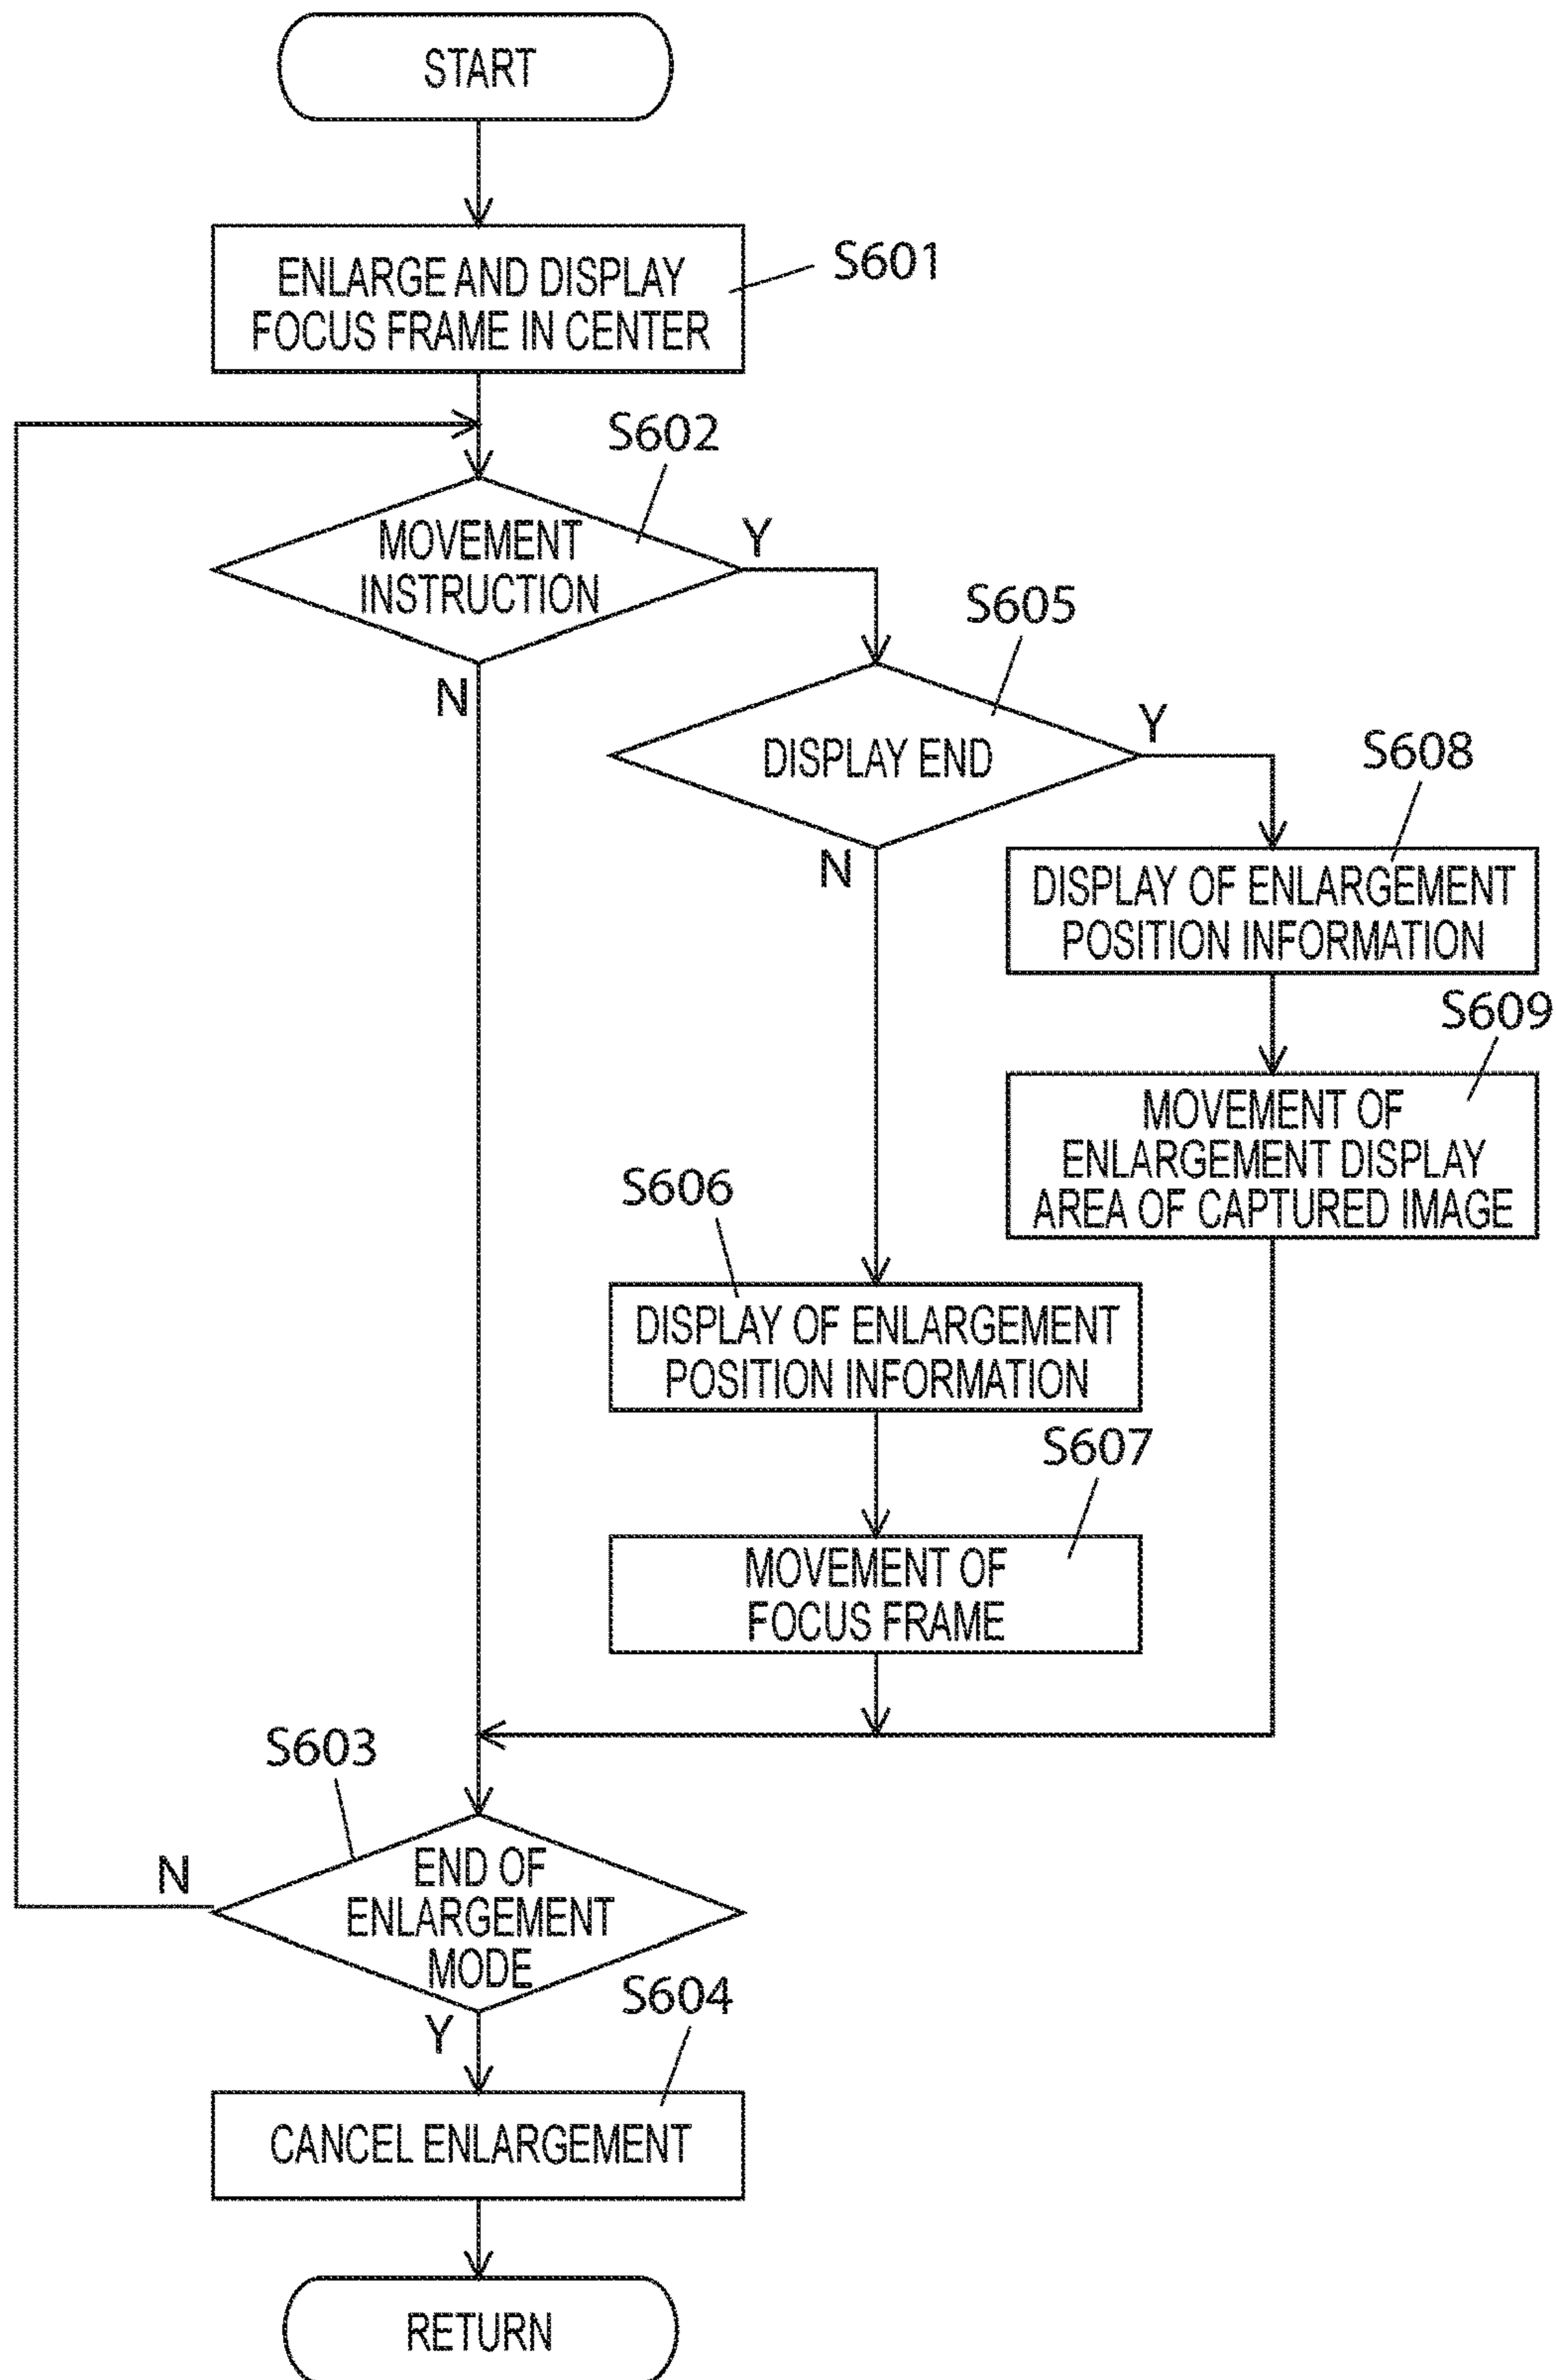 START
ENLARGE AND DISPLAY
FOCUS FRAME IN CENTER
S601
S602
MOVEMENT
INSTRUCTION
Y
N
S605
DISPLAY END
Y
N
S608
DISPLAY OF ENLARGEMENT
POSITION INFORMATION
S609
MOVEMENT OF
ENLARGEMENT DISPLAY
AREA OF CAPTURED IMAGE
S606
DISPLAY OF ENLARGEMENT
POSITION INFORMATION
S607
MOVEMENT OF
FOCUS FRAME
S603
END OF
ENLARGEMENT
MODE
N
Y
S604
CANCEL ENLARGEMENT
RETURN